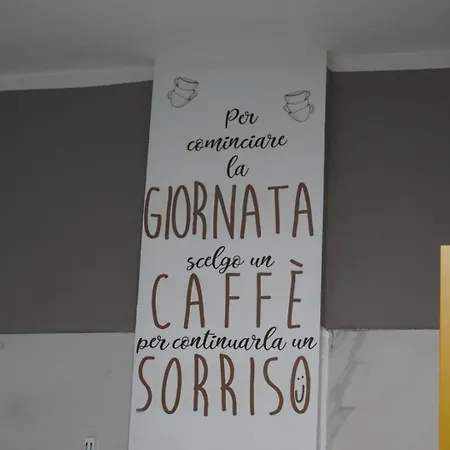 Per
cominciare
la
GIORNATA
scelgo un
CAFFÈ
per continuarla un
SORRISO